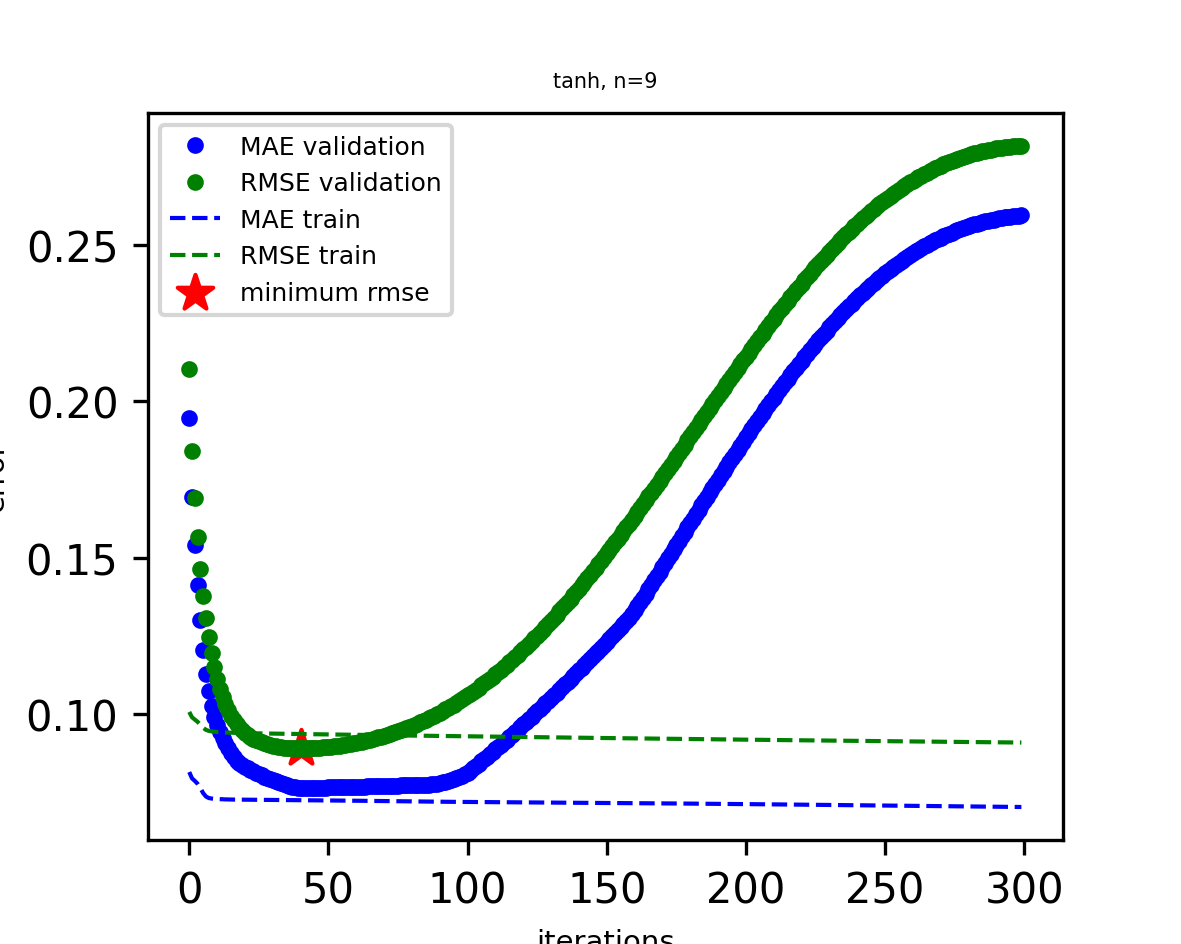 tanh, n=9
MAE validation
RMSE validation
MAE train
RMSE train
minimum rmse
0.25
0.20
0.15
0.10
0 50 100 150 200 250 300
iterations